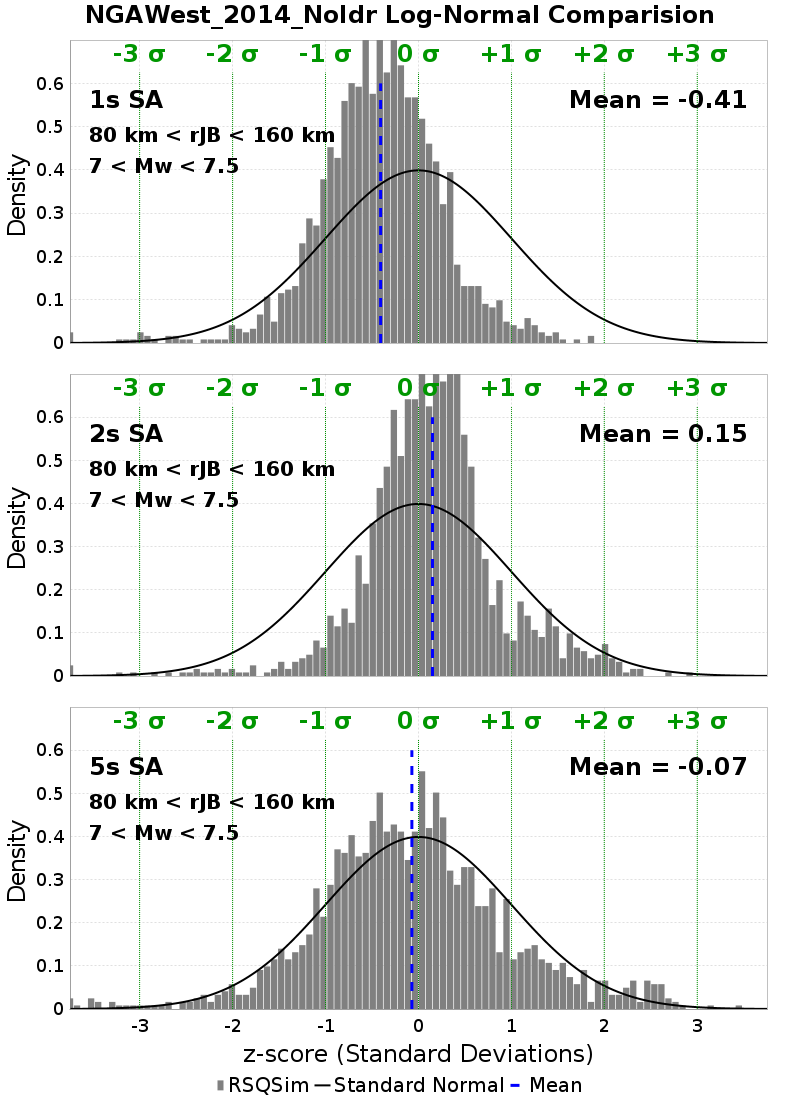 NGAWest_2014_NoIdr Log-Normal Comparision
-3 σ -2 σ -1 σ 0 σ +1 σ +2 σ +3 σ
1s SA
Mean = -0.41
80 km < rJB < 160 km
7 < Mw < 7.5
Density
0.6
0.5
0.4
0.3
0.2
0.1
0
-3 σ -2 σ -1 σ 0 σ +1 σ +2 σ +3 σ
2s SA
Mean = 0.15
80 km < rJB < 160 km
7 < Mw < 7.5
Density
0.6
0.5
0.4
0.3
0.2
0.1
0
-3 σ -2 σ -1 σ 0 σ +1 σ +2 σ +3 σ
5s SA
Mean = -0.07
80 km < rJB < 160 km
7 < Mw < 7.5
Density
0.6
0.5
0.4
0.3
0.2
0.1
0
-3 -2 -1 0 1 2 3
z-score (Standard Deviations)
RSQSim Standard Normal Mean